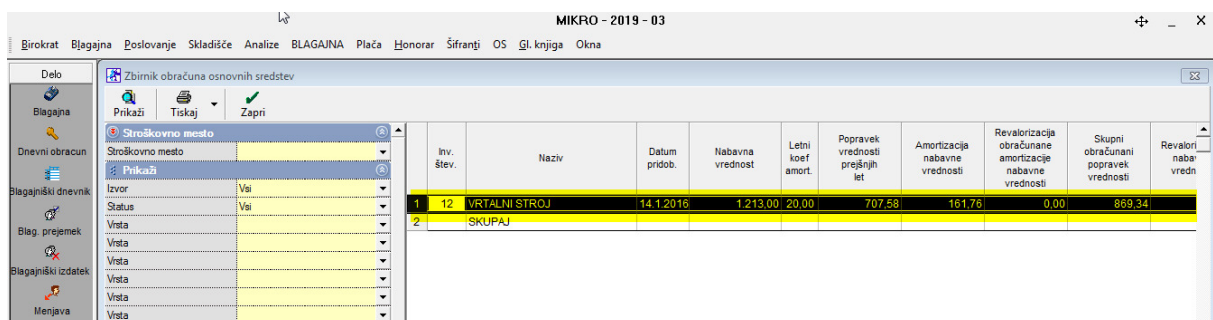 MIKRO - 2019 - 03
Birokrat Blagajna Poslovanje Skladišče Analize BLAGAJNA Plača Honorar Šifranti OS Gl. knjiga Okna
Delo
Zbirnik obračuna osnovnih sredstev
Blagajna
Prikaži Tiskaj Zapri
Dnevni obracun
Stroškovno mesto
Stroškovno mesto
Prikaži
Blagajniški dnevnik
Izvor Vsi
Status Vsi
Blag. prejemek
Vrsta
Vrsta
Blagajniški izdatek
Vrsta
Vrsta
Vrsta
Menjava
Vrsta
Inv. štev. Naziv Datum pridob. Nabavna vrednost Letni koef amort. Popravek vrednosti prejšnjih let Amortizacija nabavne vrednosti Revalorizacija obračunane amortizacije nabavne vrednosti Skupni obračunani popravek vrednosti
1 12 VRTALNI STROJ 14.1.2016 1.213,00 20,00 707,58 161,76 0,00 869,34
2 SKUPAJ